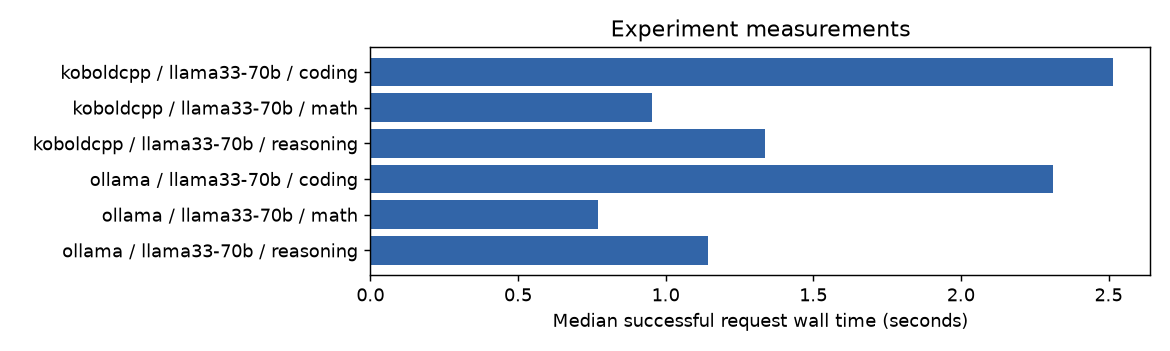 Experiment measurements
koboldcpp / llama33-70b / coding
koboldcpp / llama33-70b / math
koboldcpp / llama33-70b / reasoning
ollama / llama33-70b / coding
ollama / llama33-70b / math
ollama / llama33-70b / reasoning
0.0 0.5 1.0 1.5 2.0 2.5
Median successful request wall time (seconds)